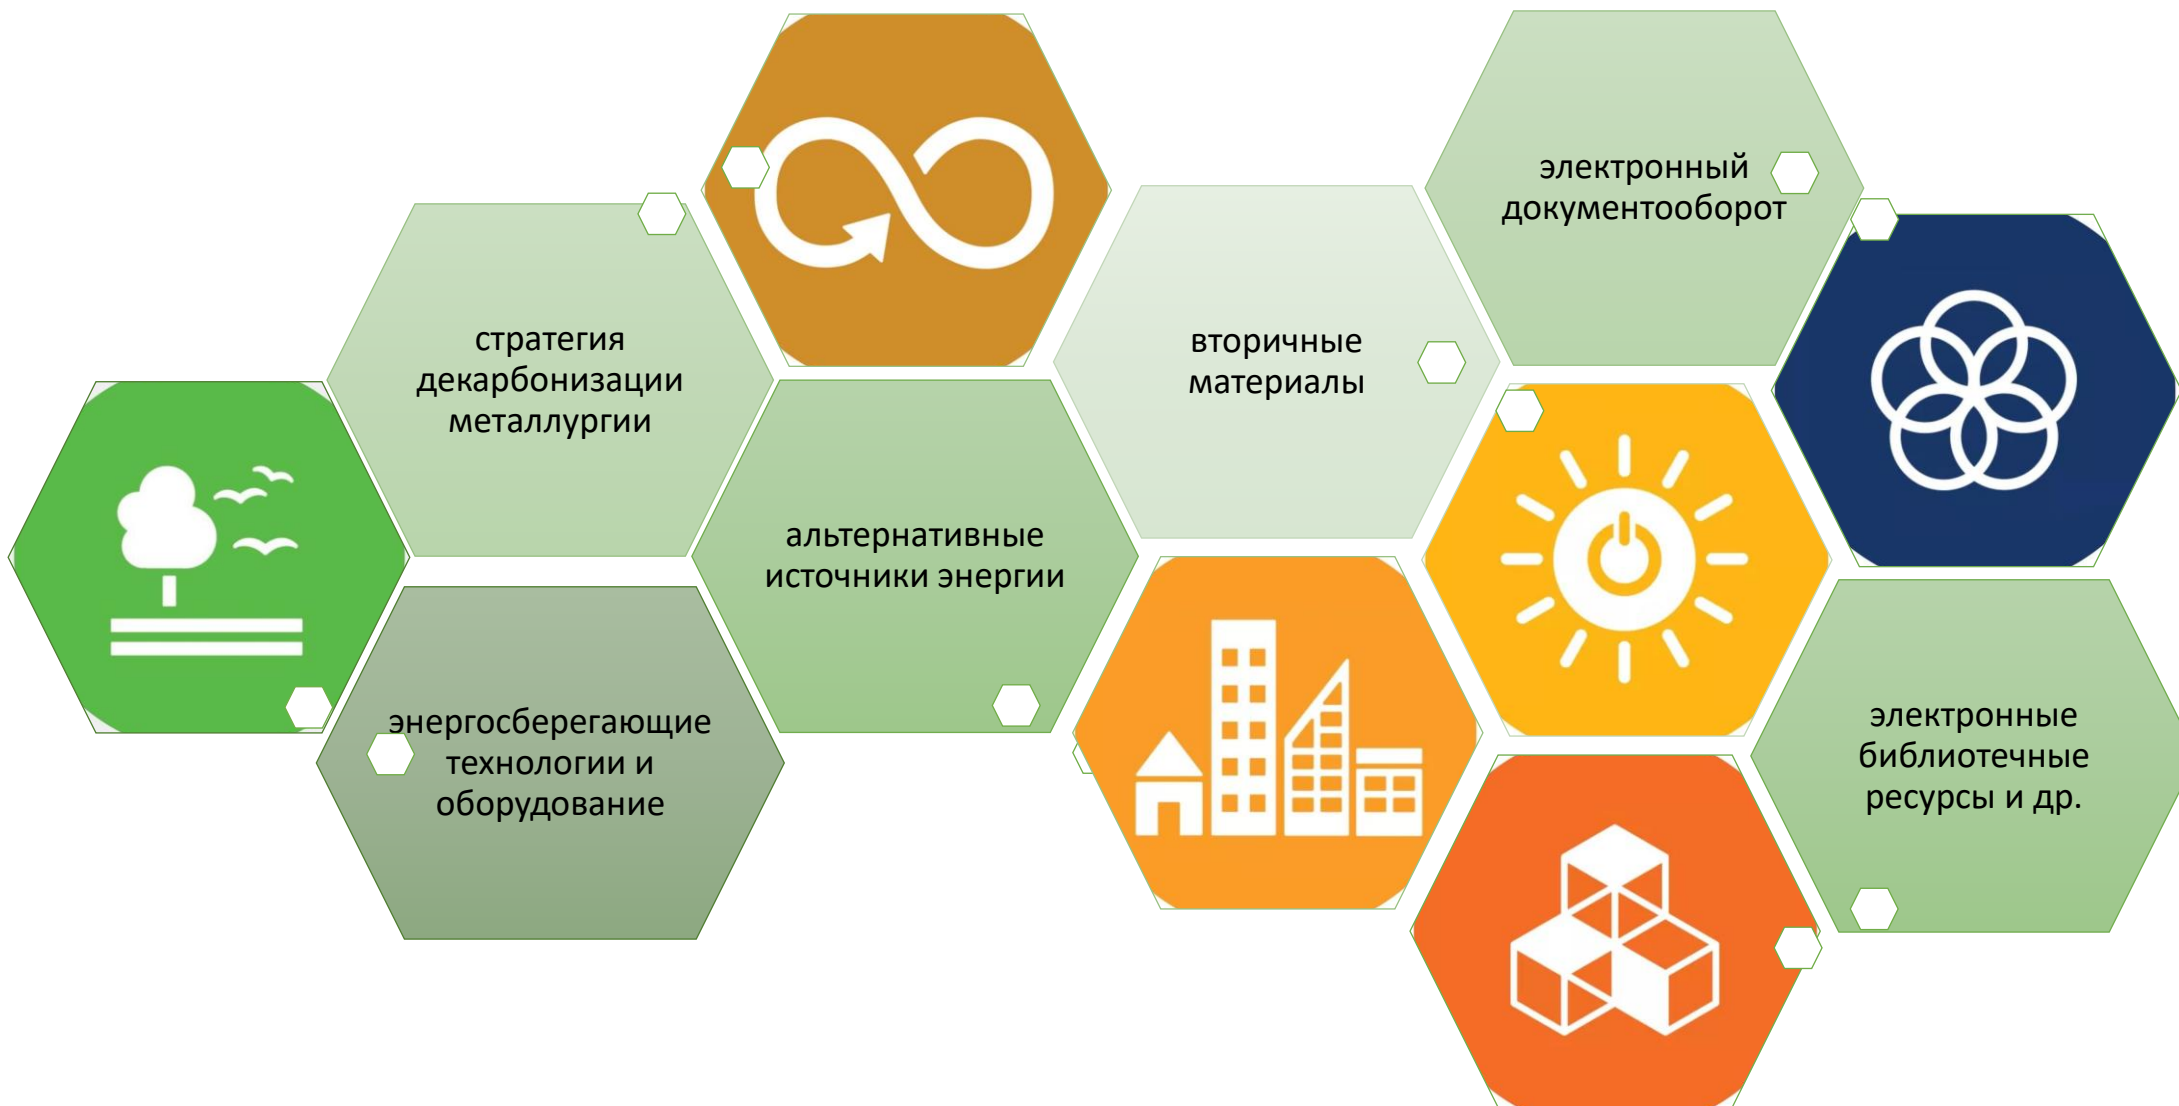 стратегия
декарбонизации
металлургии
энергосберегающие
технологии и
оборудование
альтернативные
источники энергии
вторичные
материалы
электронный
документооборот
электронные
библиотечные
ресурсы и др.